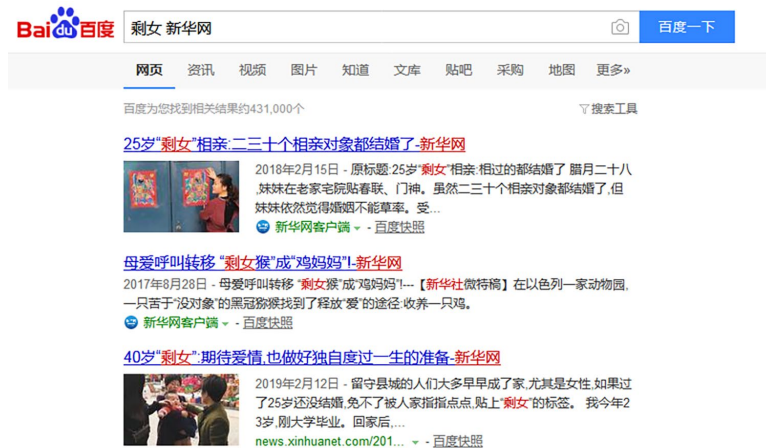 Bai du 百度 剩女 新华网 百度一下
网页 资讯 视频 图片 知道 文库 贴吧 采购 地图 更多»
百度为您找到相关结果约431,000个 搜索工具
25岁“剩女”相亲:二三十个相亲对象都结婚了-新华网
2018年2月15日 - 原标题:25岁“剩女”相亲:相过的都结婚了 腊月二十八
,妹妹在老家宅院贴春联、门神。虽然二三十个相亲对象都结婚了,但
妹妹依然觉得婚姻不能草率。受...
新华网客户端 - 百度快照
母爱呼叫转移 “剩女猴”成“鸡妈妈”!-新华网
2017年8月28日 - 母爱呼叫转移 “剩女猴”成“鸡妈妈”!---【新华社微特稿】在以色列一家动物园,
一只苦于“没对象”的黑冠猕猴找到了释放“爱”的途径:收养一只鸡。
新华网客户端 - 百度快照
40岁“剩女”:期待爱情,也做好独自度过一生的准备-新华网
2019年2月12日 - 留守县城的人们大多早早成了家,尤其是女性,如果过
了25岁还没结婚,免不了被人家指指点点,贴上“剩女”的标签。 我今年2
3岁,刚大学毕业。回家后,...
news.xinhuanet.com/201... - 百度快照